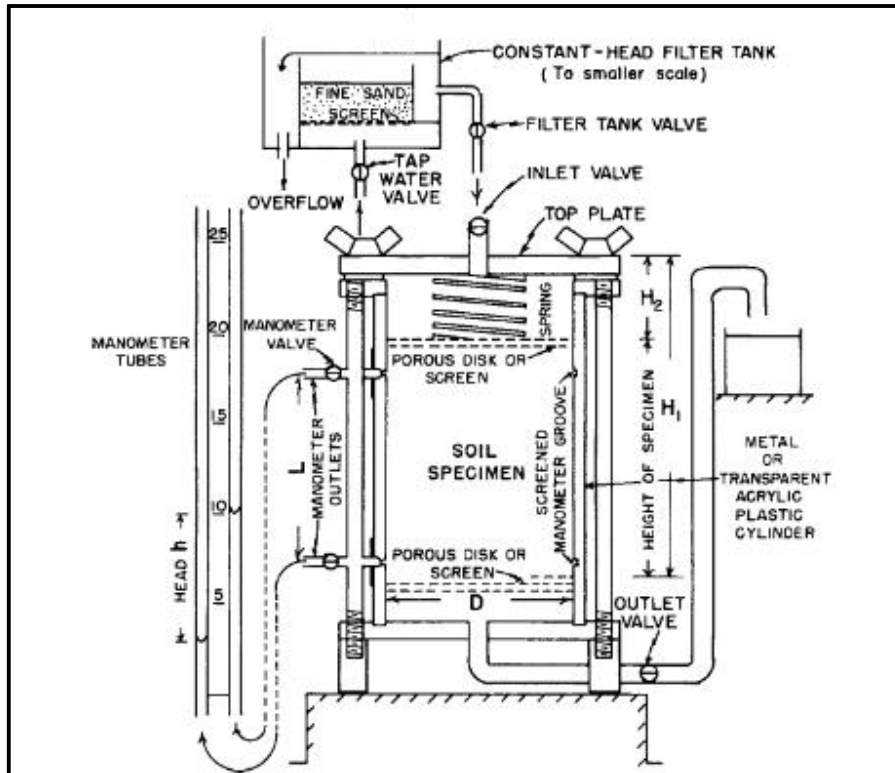 CONSTANT-HEAD FILTER TANK
(To smaller scale)
FINE SAND
SCREENS
FILTER TANK VALVE
TAP
WATER
VALVE
INLET VALVE
OVERFLOW
TOP PLATE
25
20
15
10
5
MANOMETER
TUBES
MANOMETER
VALVE
SPRING
H2
POROUS DISK OR
SCREEN
L
MANOMETER
OUTLETS
SOIL
SPECIMEN
SCREENED
MANOMETER GROOVE
HEIGHT OF SPECIMEN
H1
METAL
OR
TRANSPARENT
ACRYLIC
PLASTIC
CYLINDER
HEAD h
POROUS DISK OR
SCREEN
D
OUTLET
VALVE